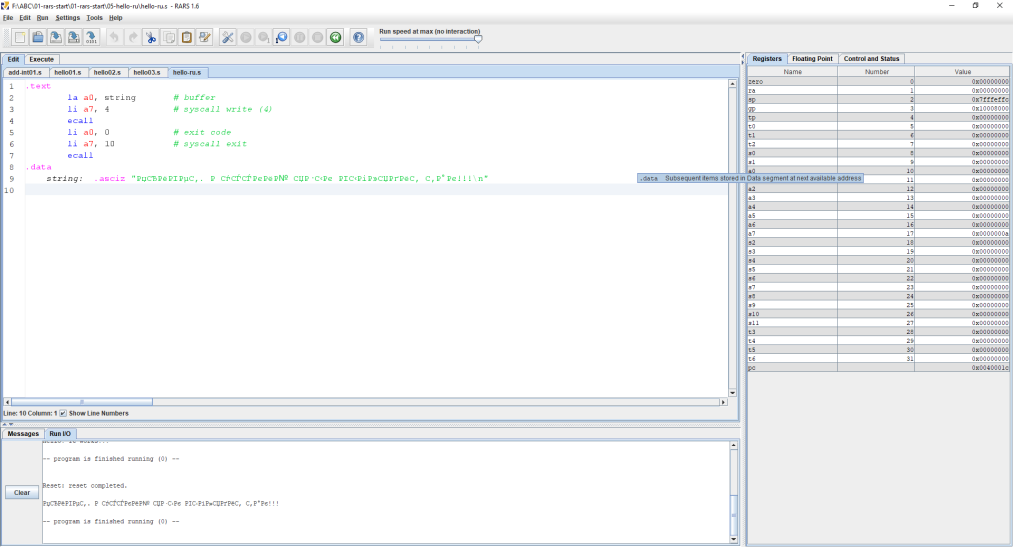 F:\ABC\01-rars-start\01-rars-start\05-hello-ru\hello-ru.s - RARS 1.6
File Edit Run Settings Tools Help
Run speed at max (no interaction)
Edit Execute
add-int01.s hello01.s hello02.s hello03.s hello-ru.s
1 .text
2 la a0, string # buffer
3 li a7, 4 # syscall write (4)
4 ecall
5 li a0, 0 # exit code
6 li a7, 10 # syscall exit
7 ecall
8 .data
9 string: .asciz
10
.data Subsequent items stored in Data segment at next available address
Line: 10 Column: 1 Show Line Numbers
Messages Run I/O
-- program is finished running (0) --
Reset: reset completed.
-- program is finished running (0) --
Clear
Registers Floating Point Control and Status
Name Number Value
zero 0 0x00000000
ra 1 0x00000000
sp 2 0x7fffeffc
gp 3 0x10008000
tp 4 0x00000000
t0 5 0x00000000
t1 6 0x00000000
t2 7 0x00000000
s0 8 0x00000000
s1 9 0x00000000
a0 10 0x00000000
11 0x00000000
a2 12 0x00000000
a3 13 0x00000000
a4 14 0x00000000
a5 15 0x00000000
a6 16 0x00000000
a7 17 0x0000000a
s2 18 0x00000000
s3 19 0x00000000
s4 20 0x00000000
s5 21 0x00000000
s6 22 0x00000000
s7 23 0x00000000
s8 24 0x00000000
s9 25 0x00000000
s10 26 0x00000000
s11 27 0x00000000
t3 28 0x00000000
t4 29 0x00000000
t5 30 0x00000000
t6 31 0x00000000
pc 0x0040001c